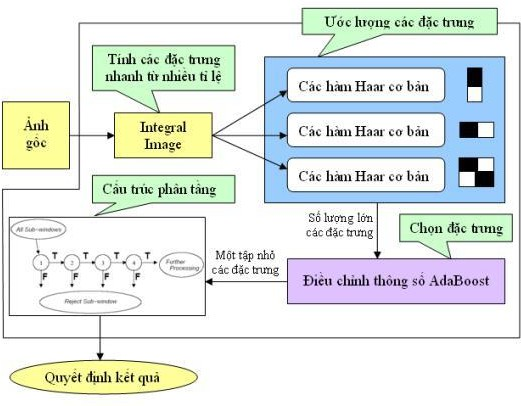 Ước lượng các đặc trưng
Tính các đặc trưng
nhanh từ nhiều tỉ lệ
Các hàm Haar cơ bản
Ảnh
gốc
Integral
Image
Các hàm Haar cơ bản
Các hàm Haar cơ bản
Cấu trúc phân tầng
Số lượng lớn
các đặc trưng
Chọn đặc trưng
All Sub-windows
T
T
T
T
1
2
3
4
Further
Processing
F
F
F
F
Reject Sub-window
Một tập nhỏ
các đặc trưng
Điều chỉnh thông số AdaBoost
Quyết định kết quả